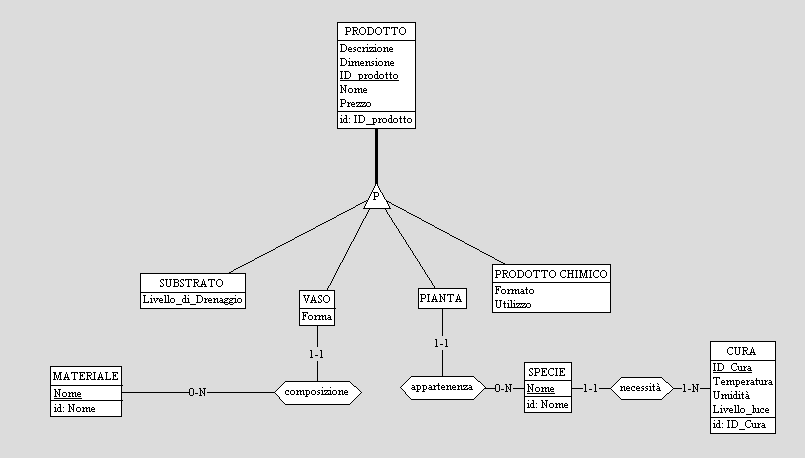 PRODOTTO
Descrizione
Dimensione
ID_prodotto
Nome
Prezzo
id: ID_prodotto
P
SUBSTRATO
Livello_di_Drenaggio
VASO
Forma
PIANTA
PRODOTTO CHIMICO
Formato
Utilizzo
1-1
1-1
MATERIALE
Nome
id: Nome
0-N
composizione
appartenenza
0-N
SPECIE
Nome
id: Nome
1-1
necessità
1-N
CURA
ID_Cura
Temperatura
Umidità
Livello_luce
id: ID_Cura